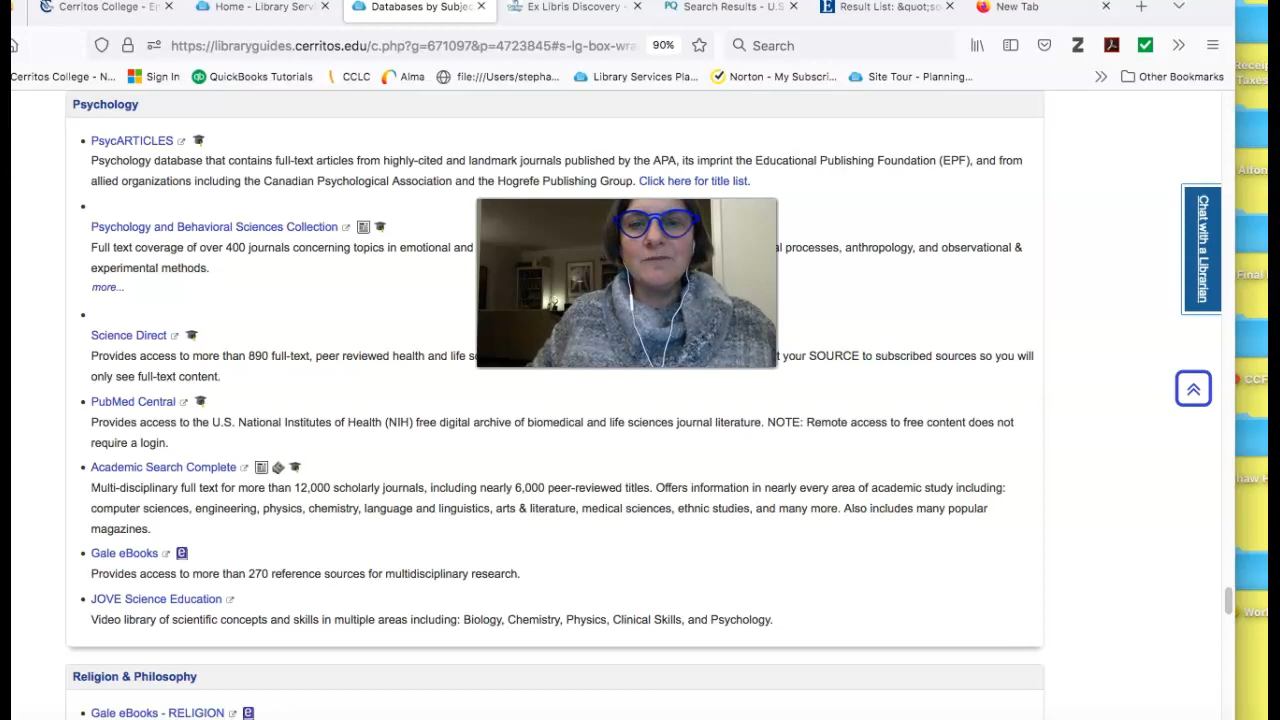 Cerritos College - En
Home - Library Servi
Databases by Subjec
Ex Libris Discovery -
PQ Search Results - U.S
Result List: &quot;so
New Tab
https://libraryguides.cerritos.edu/c.php?g=671097&p=4723845#s-lg-box-wra
90%
Search
Cerritos College - N...
Sign In
QuickBooks Tutorials
CCLC
Alma
file:///Users/stepha...
Library Services Pla...
Norton - My Subscri...
Site Tour - Planning...
Other Bookmarks
Psychology
PsycARTICLES
Psychology database that contains full-text articles from highly-cited and landmark journals published by the APA, its imprint the Educational Publishing Foundation (EPF), and from
allied organizations including the Canadian Psychological Association and the Hogrefe Publishing Group. Click here for title list.
Psychology and Behavioral Sciences Collection
Full text coverage of over 400 journals concerning topics in emotional and
al processes, anthropology, and observational &
experimental methods.
more...
Science Direct
Provides access to more than 890 full-text, peer reviewed health and life s
t your SOURCE to subscribed sources so you will
only see full-text content.
PubMed Central
Provides access to the U.S. National Institutes of Health (NIH) free digital archive of biomedical and life sciences journal literature. NOTE: Remote access to free content does not
require a login.
Academic Search Complete
Multi-disciplinary full text for more than 12,000 scholarly journals, including nearly 6,000 peer-reviewed titles. Offers information in nearly every area of academic study including:
computer sciences, engineering, physics, chemistry, language and linguistics, arts & literature, medical sciences, ethnic studies, and many more. Also includes many popular
magazines.
Gale eBooks
Provides access to more than 270 reference sources for multidisciplinary research.
JOVE Science Education
Video library of scientific concepts and skills in multiple areas including: Biology, Chemistry, Physics, Clinical Skills, and Psychology.
Religion & Philosophy
Gale eBooks - RELIGION
Chat with a Librarian
Receip
Taxes
Alfon
Final
CCF
haw H
Wor